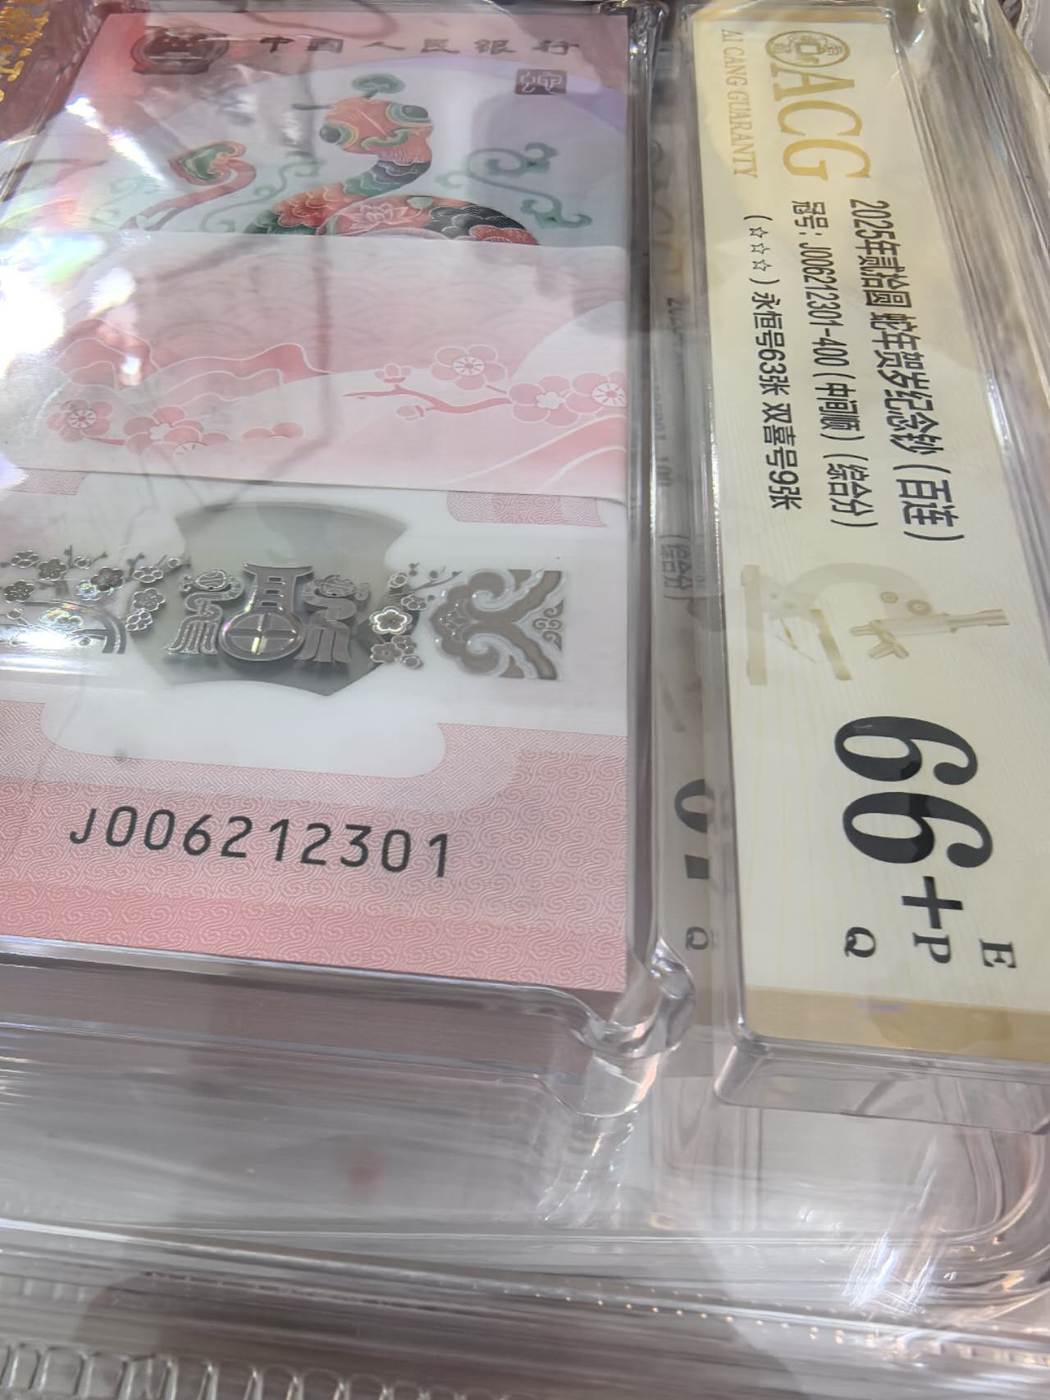 中国人民银行
J006212301
ACG
AI CANG GUARANTY
2025年贰拾圆 蛇年贺岁纪念钞（百连）
冠号：J006212301-400（中间顺）（综合分）
（☆☆☆）永恒号63张 双喜号9张
66+
E
P
Q
Q